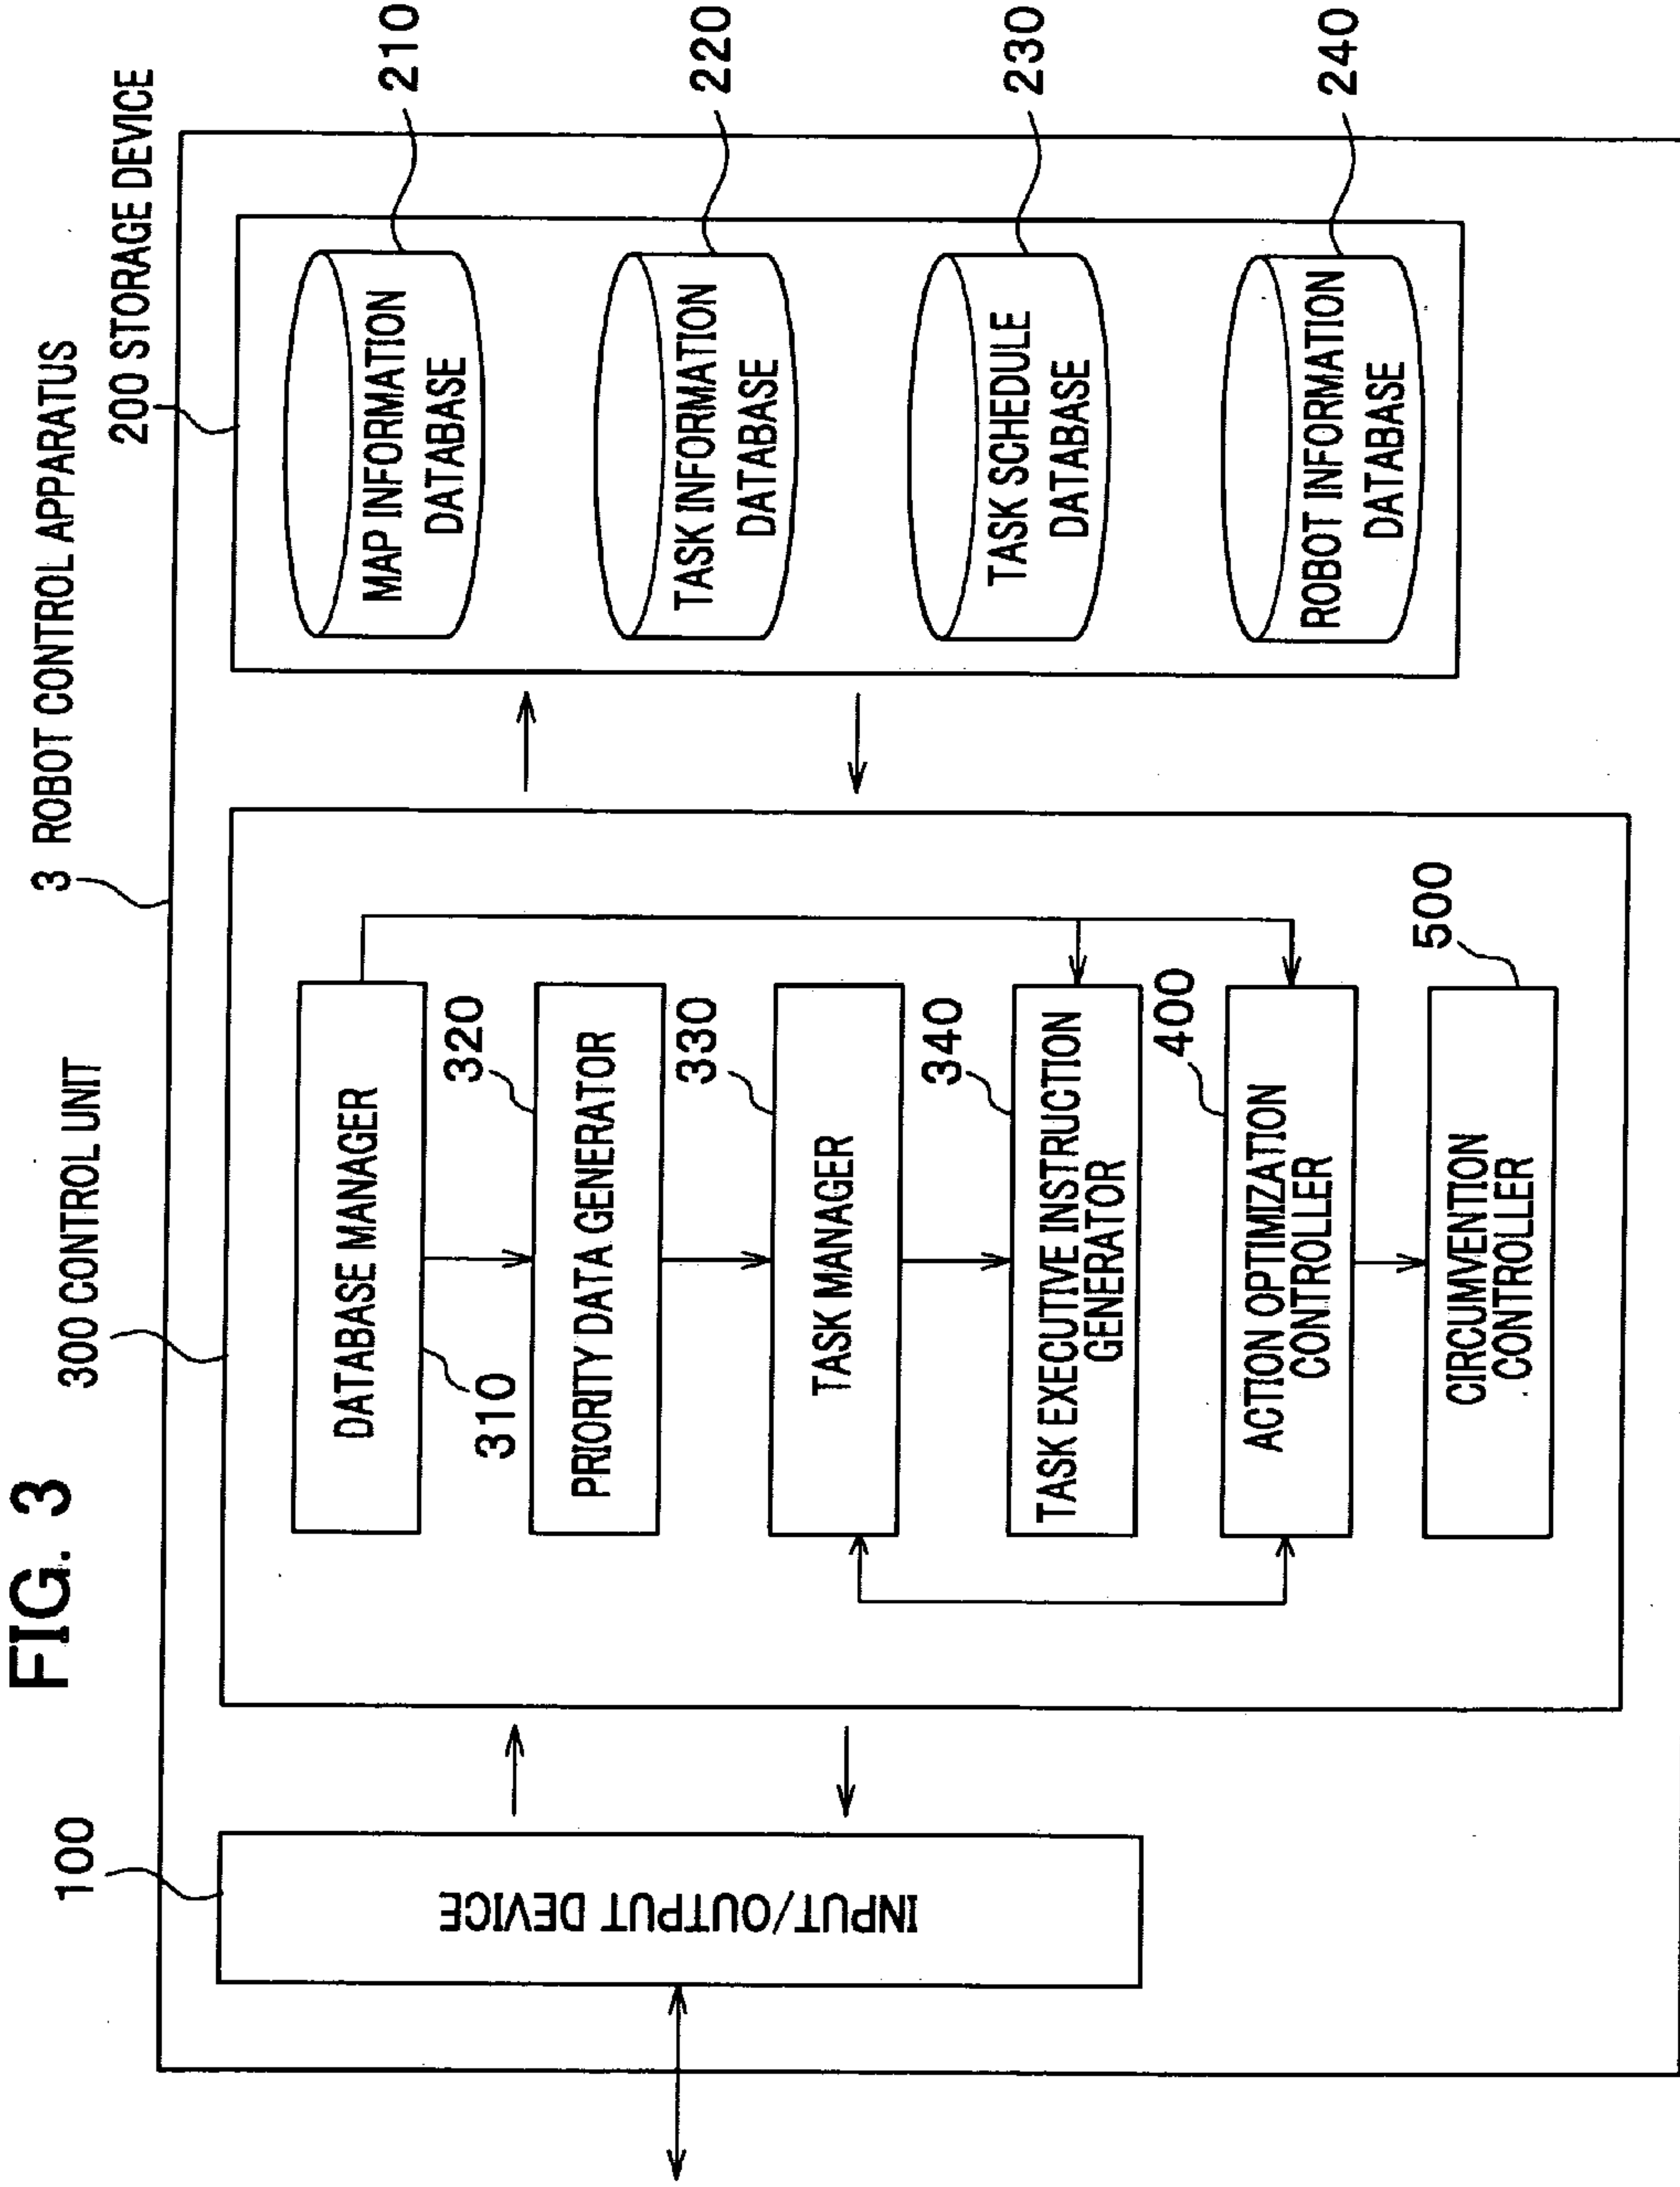 FIG. 3
3 ROBOT CONTROL APPARATUS
100
INPUT/OUTPUT DEVICE
300 CONTROL UNIT
DATABASE MANAGER
310
320
PRIORITY DATA GENERATOR
330
TASK MANAGER
340
TASK EXECUTIVE INSTRUCTION
GENERATOR
400
ACTION OPTIMIZATION
CONTROLLER
500
CIRCUMVENTION
CONTROLLER
200 STORAGE DEVICE
MAP INFORMATION
DATABASE
210
TASK INFORMATION
DATABASE
220
TASK SCHEDULE
DATABASE
230
ROBOT INFORMATION
DATABASE
240